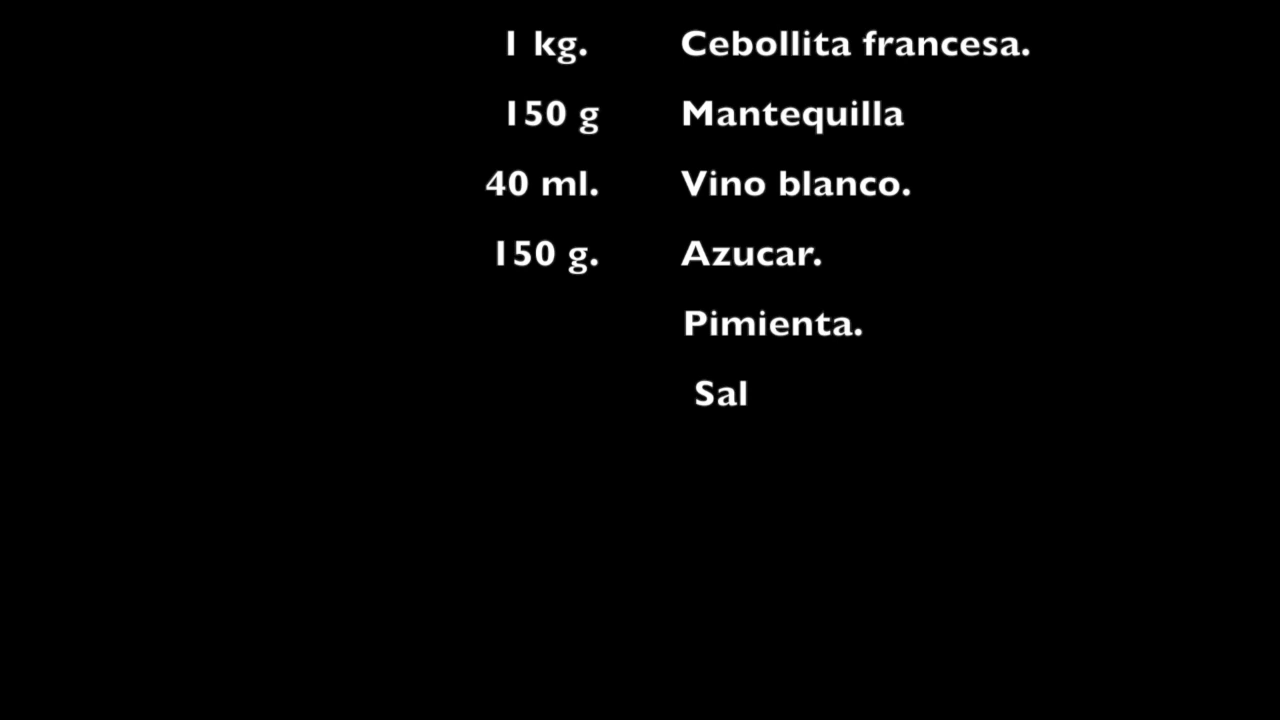 1 kg. Cebollita francesa.
150 g Mantequilla
40 ml. Vino blanco.
150 g. Azucar.
Pimienta.
Sal